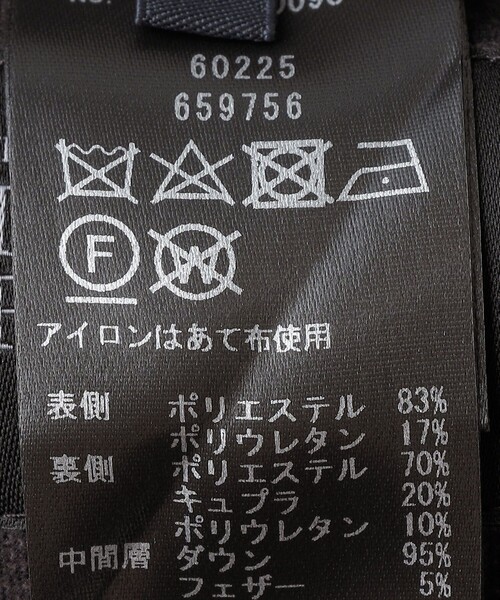 60225
659756
F
W
アイロンはあて布使用
表側 ポリエステル 83%
ポリウレタン 17%
裏側 ポリエステル 70%
キュプラ 20%
ポリウレタン 10%
中間層 ダウン 95%
フェザー 5%